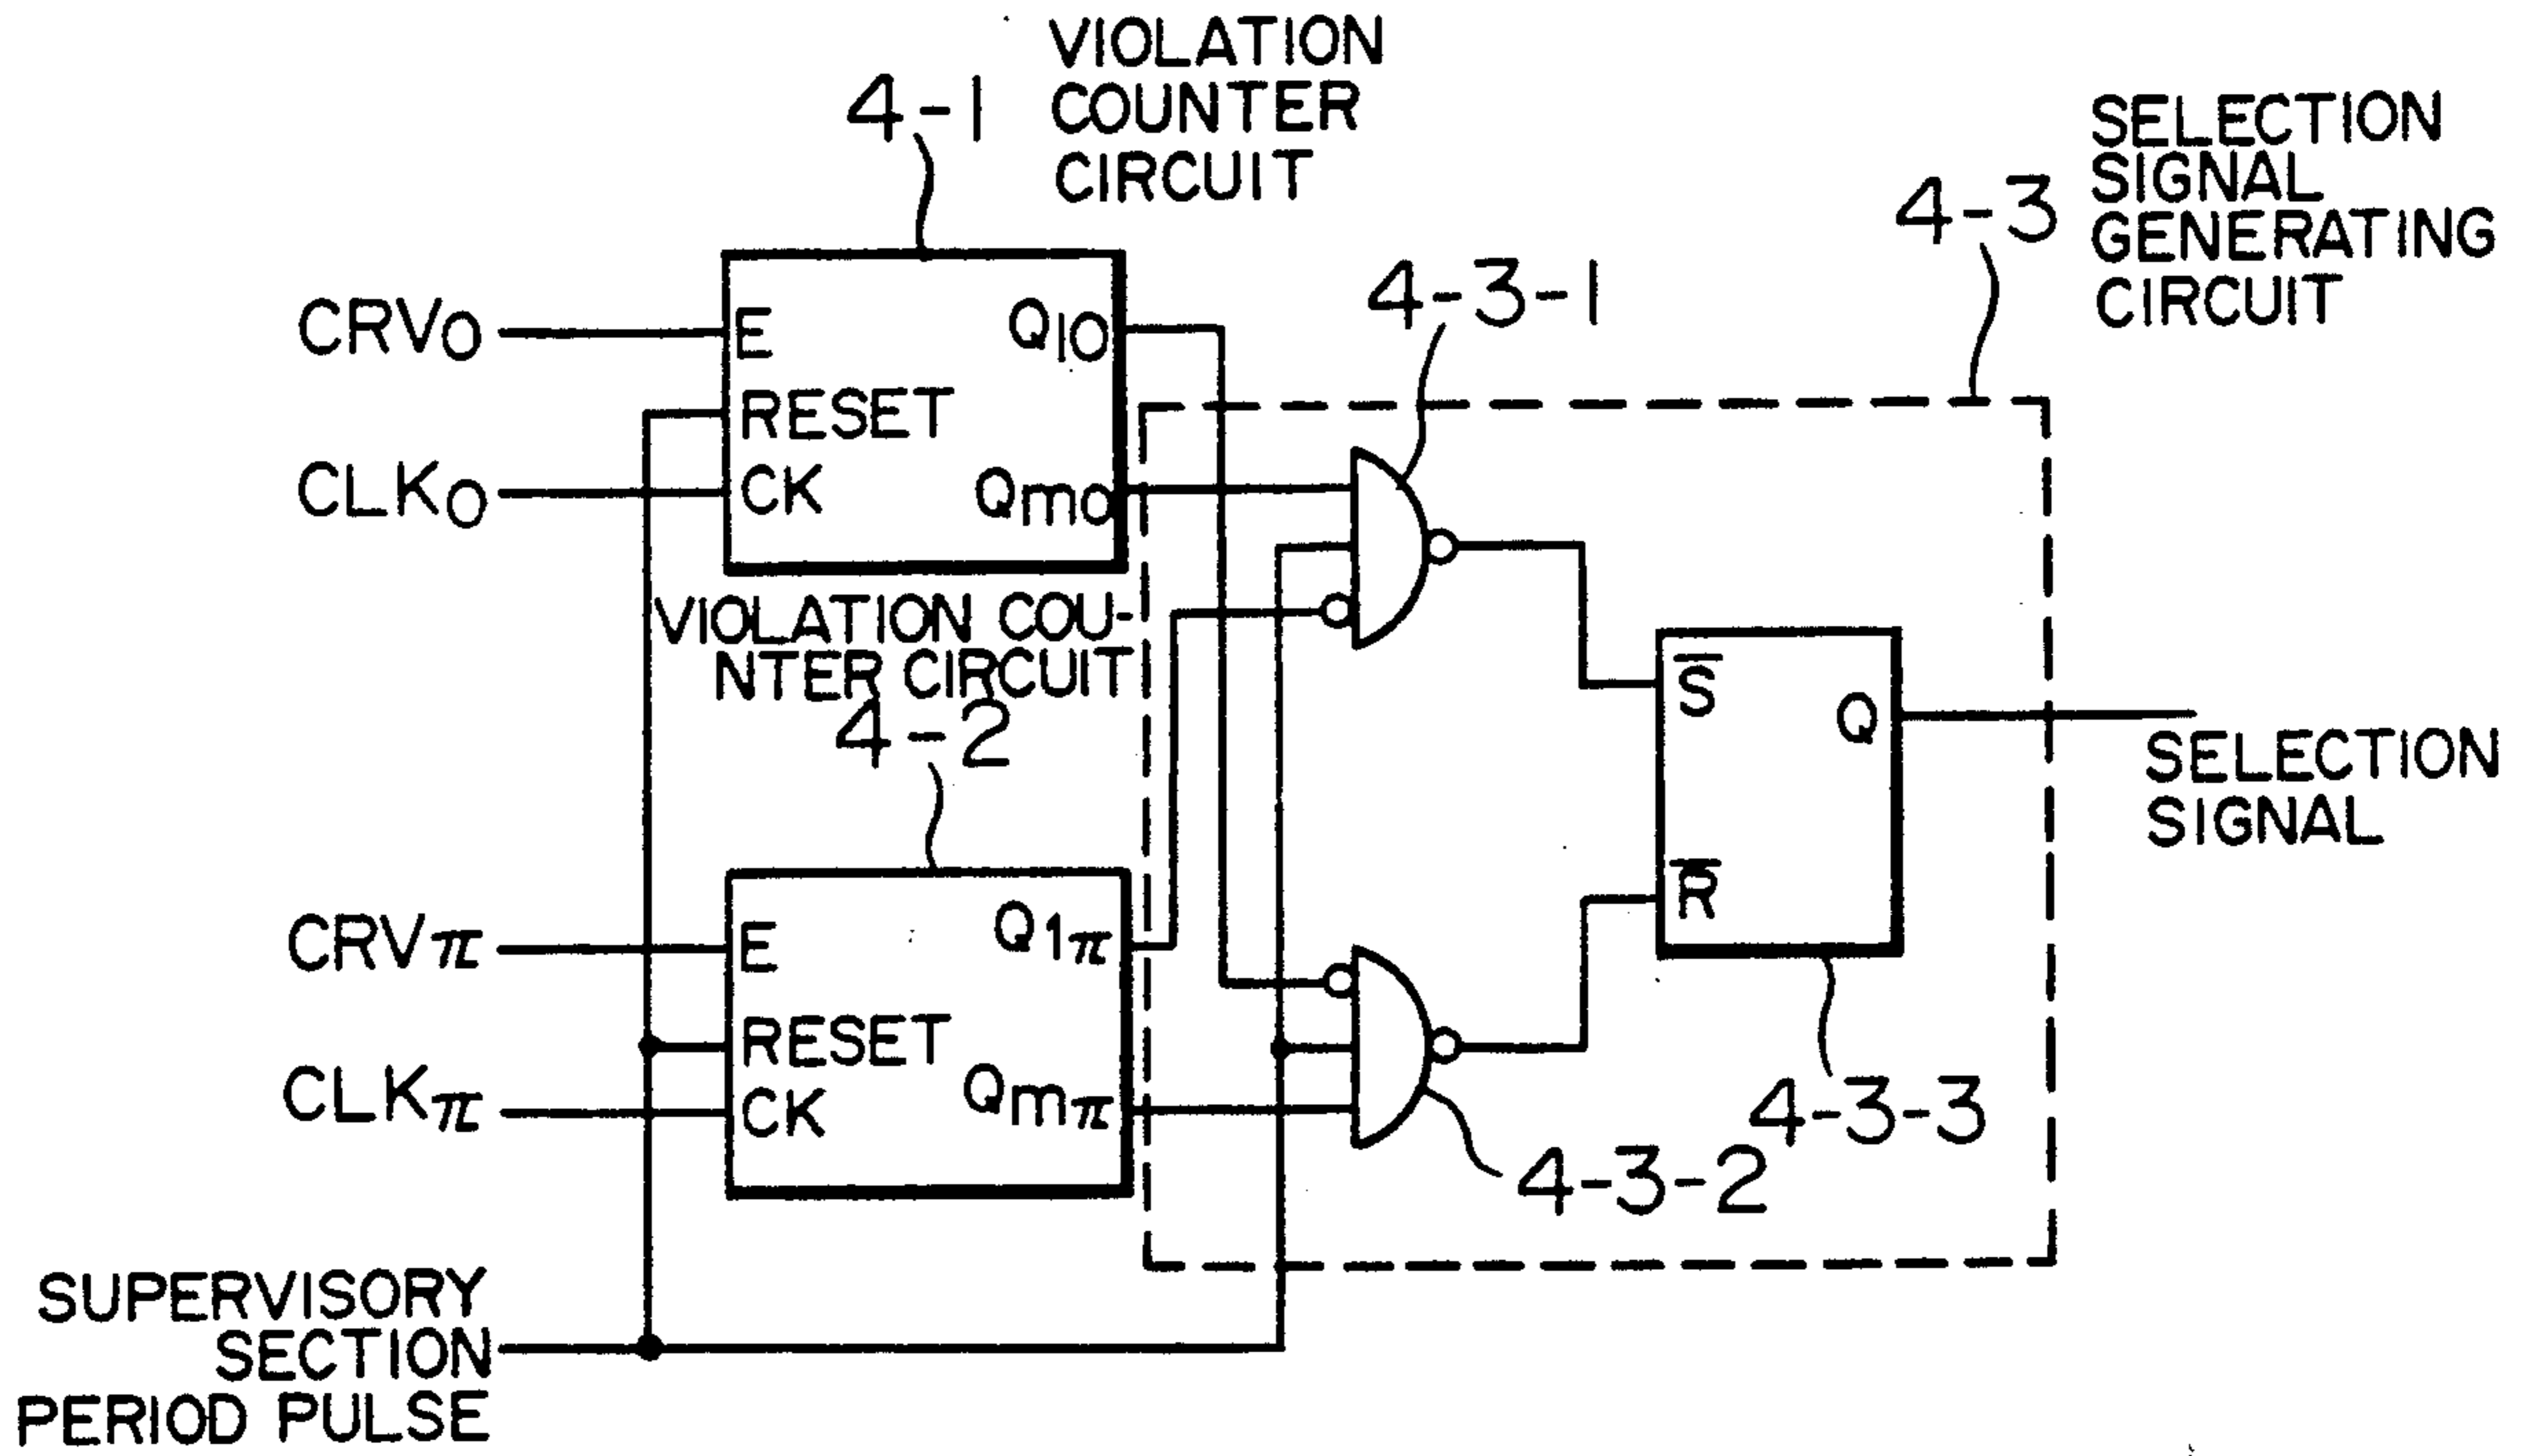 VIOLATION
COUNTER
CIRCUIT
4-1
SELECTION
SIGNAL
GENERATING
CIRCUIT
4-3
4-3-1
CRV0
E
Q10
RESET
CLK0
CK
Qm0
VIOLATION COU-
NTER CIRCUIT
4-2
S̅
Q
SELECTION
SIGNAL
R̅
CRVπ
E
Q1π
RESET
CLKπ
CK
Qmπ
4-3-3
4-3-2
SUPERVISORY
SECTION
PERIOD PULSE